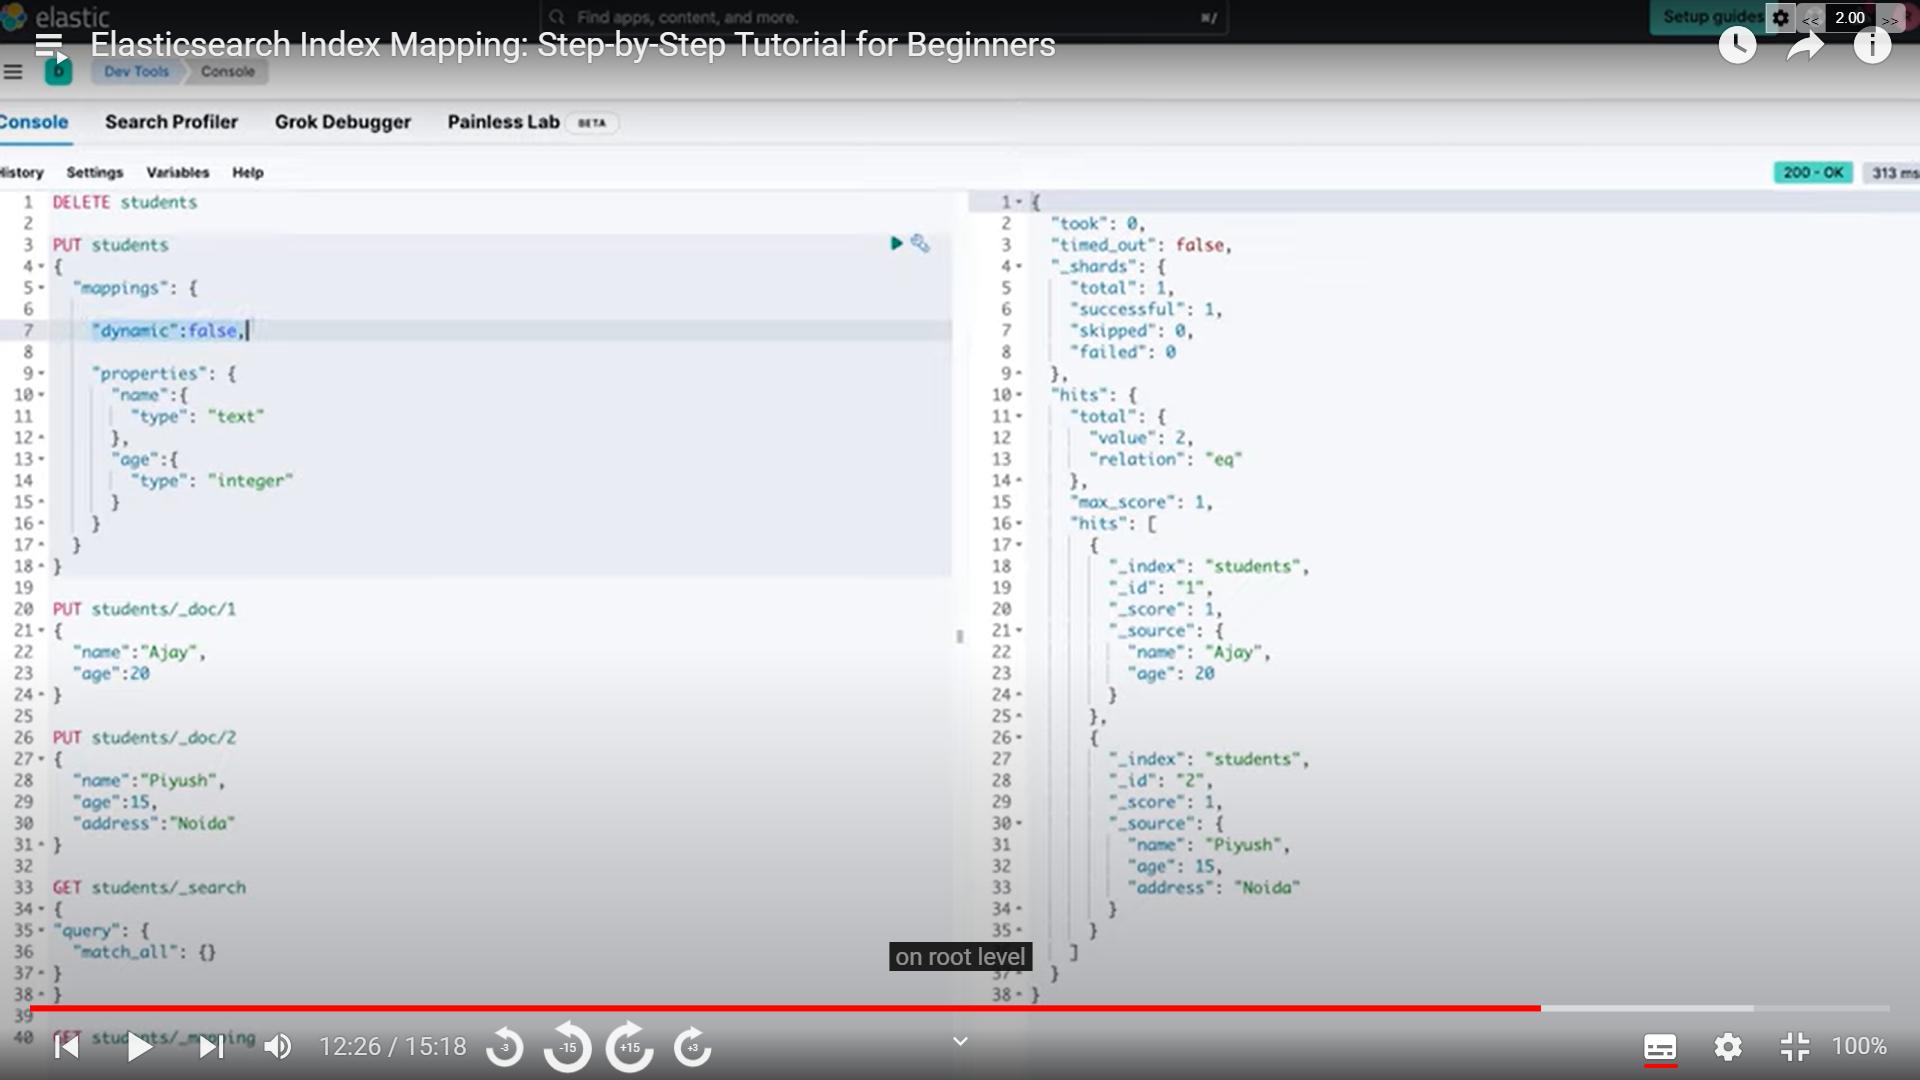 elastic
Find apps, content, and more.
⌘/
Setup guides
<<
2.00
>>
Elasticsearch Index Mapping: Step-by-Step Tutorial for Beginners
D
Dev Tools
Console
Console
Search Profiler
Grok Debugger
Painless Lab
BETA
History
Settings
Variables
Help
200 - OK
313 ms
1 DELETE students
2
3 PUT students
4 {
5 "mappings": {
6
7 "dynamic":false,
8
9 "properties": {
10 "name":{
11 "type": "text"
12 },
13 "age":{
14 "type": "integer"
15 }
16 }
17 }
18 }
19
20 PUT students/_doc/1
21 {
22 "name":"Ajay",
23 "age":20
24 }
25
26 PUT students/_doc/2
27 {
28 "name":"Piyush",
29 "age":15,
30 "address":"Noida"
31 }
32
33 GET students/_search
34 {
35 "query": {
36 "match_all": {}
37 }
38 }
39
40 GET students/_mapping
1 {
2 "took": 0,
3 "timed_out": false,
4 "_shards": {
5 "total": 1,
6 "successful": 1,
7 "skipped": 0,
8 "failed": 0
9 },
10 "hits": {
11 "total": {
12 "value": 2,
13 "relation": "eq"
14 },
15 "max_score": 1,
16 "hits": [
17 {
18 "_index": "students",
19 "_id": "1",
20 "_score": 1,
21 "_source": {
22 "name": "Ajay",
23 "age": 20
24 }
25 },
26 {
27 "_index": "students",
28 "_id": "2",
29 "_score": 1,
30 "_source": {
31 "name": "Piyush",
32 "age": 15,
33 "address": "Noida"
34 }
35 }
]
37 }
38 }
on root level
12:26 / 15:18
-3
-15
+15
+3
100%